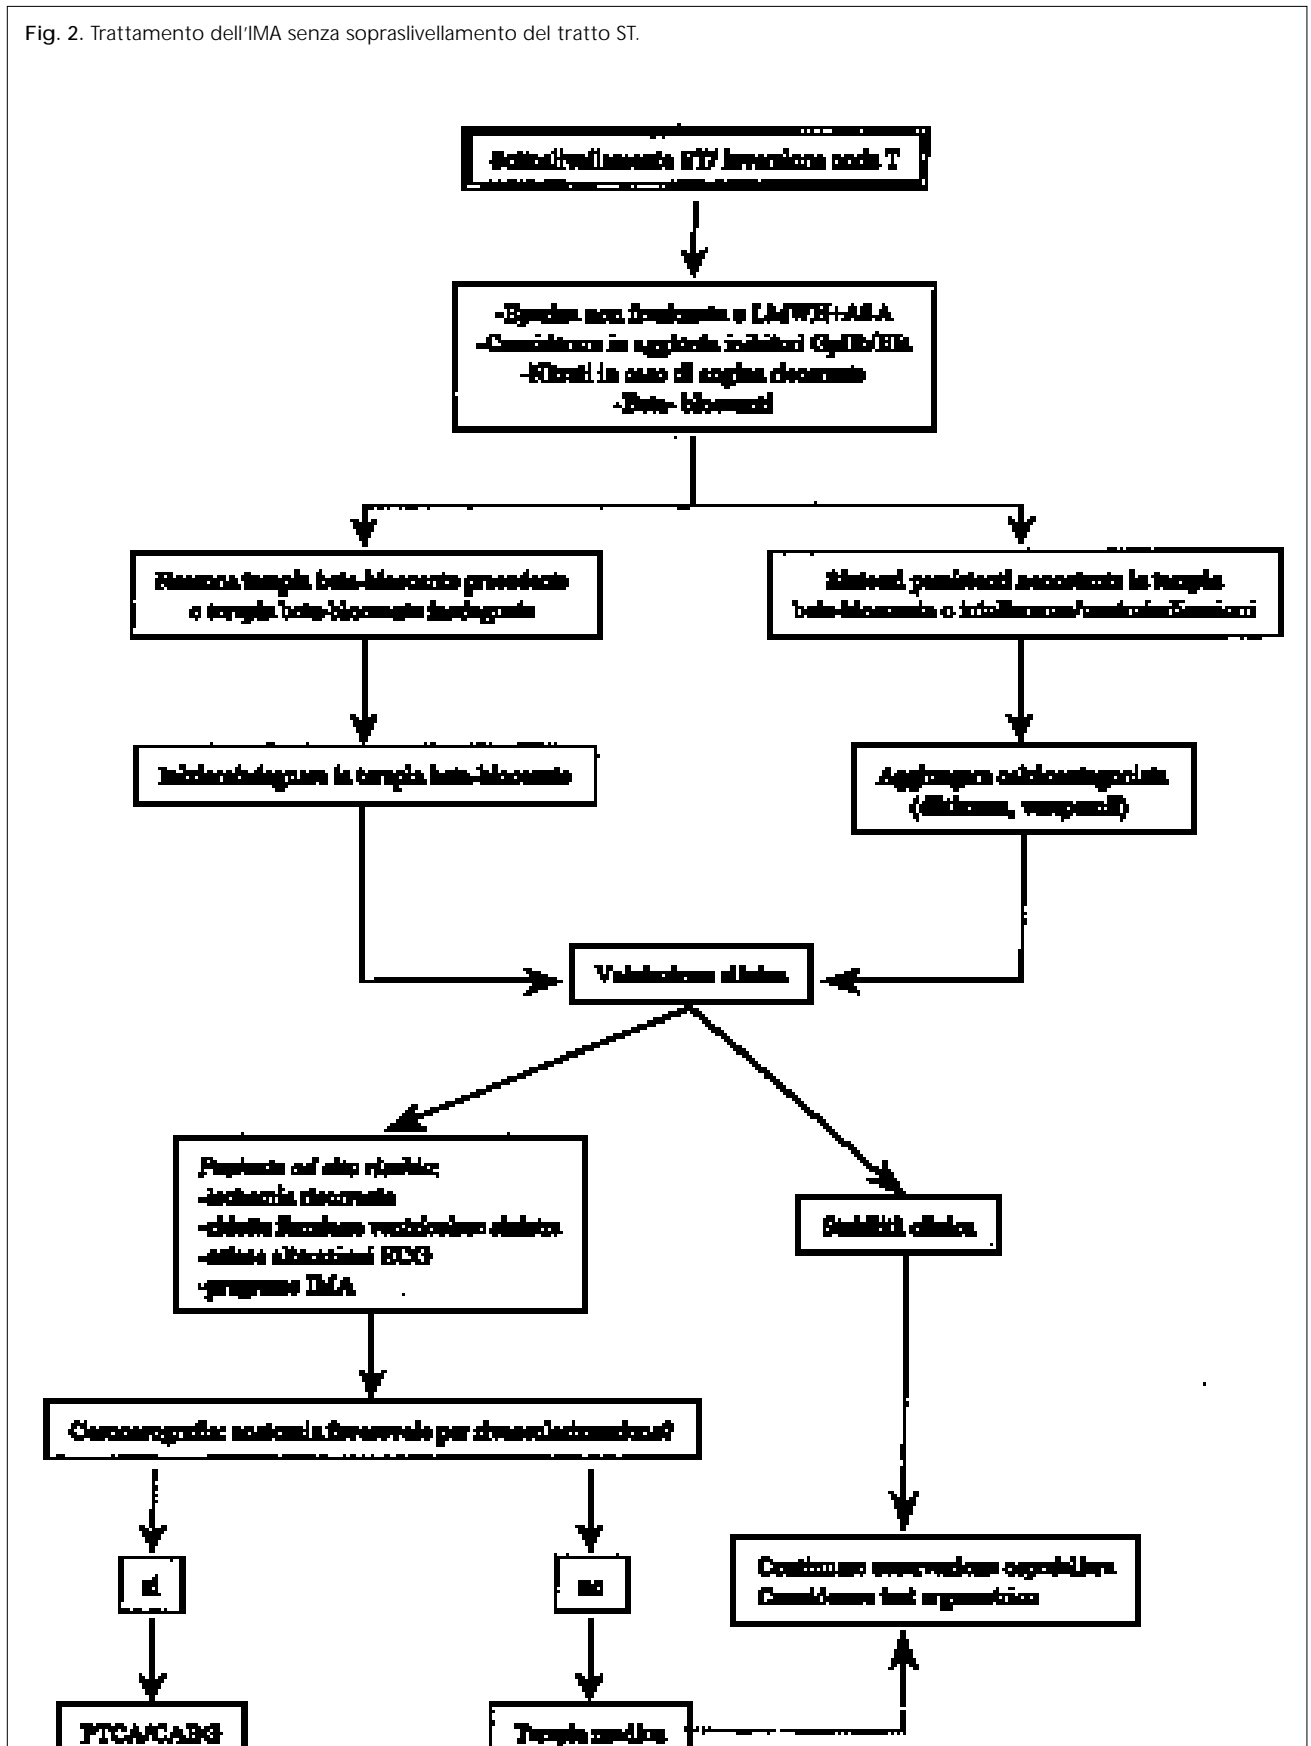 Fig. 2. Trattamento dell'IMA senza sopraslivellamento del tratto ST.
Sottoslivellamento ST/ inversione onda T
-Eparina non frazionata o LMWH+ASA
-Considerare in aggiunta inibitori GpIIb/IIIa
-Nitrati in caso di angina ricorrente
-Beta- bloccanti
Nessuna terapia beta-bloccante precedente
o terapia beta-bloccante inadeguata
Sintomi persistenti nonostante la terapia
beta-bloccante o intolleranza/controindicazioni
Iniziare/adeguare la terapia beta-bloccante
Aggiungere calcioantagonista
(diltiazem, verapamil)
Valutazione clinica
Paziente ad alto rischio:
-ischemia ricorrente
-ridotta funzione ventricolare sinistra
-estese alterazioni ECG
-pregresso IMA
Stabilità clinica
Coronarografia: anatomia favorevole per rivascolarizzazione?
si
no
Continuare osservazione ospedaliera
Considerare test ergometrico
PTCA/CABG
Terapia medica